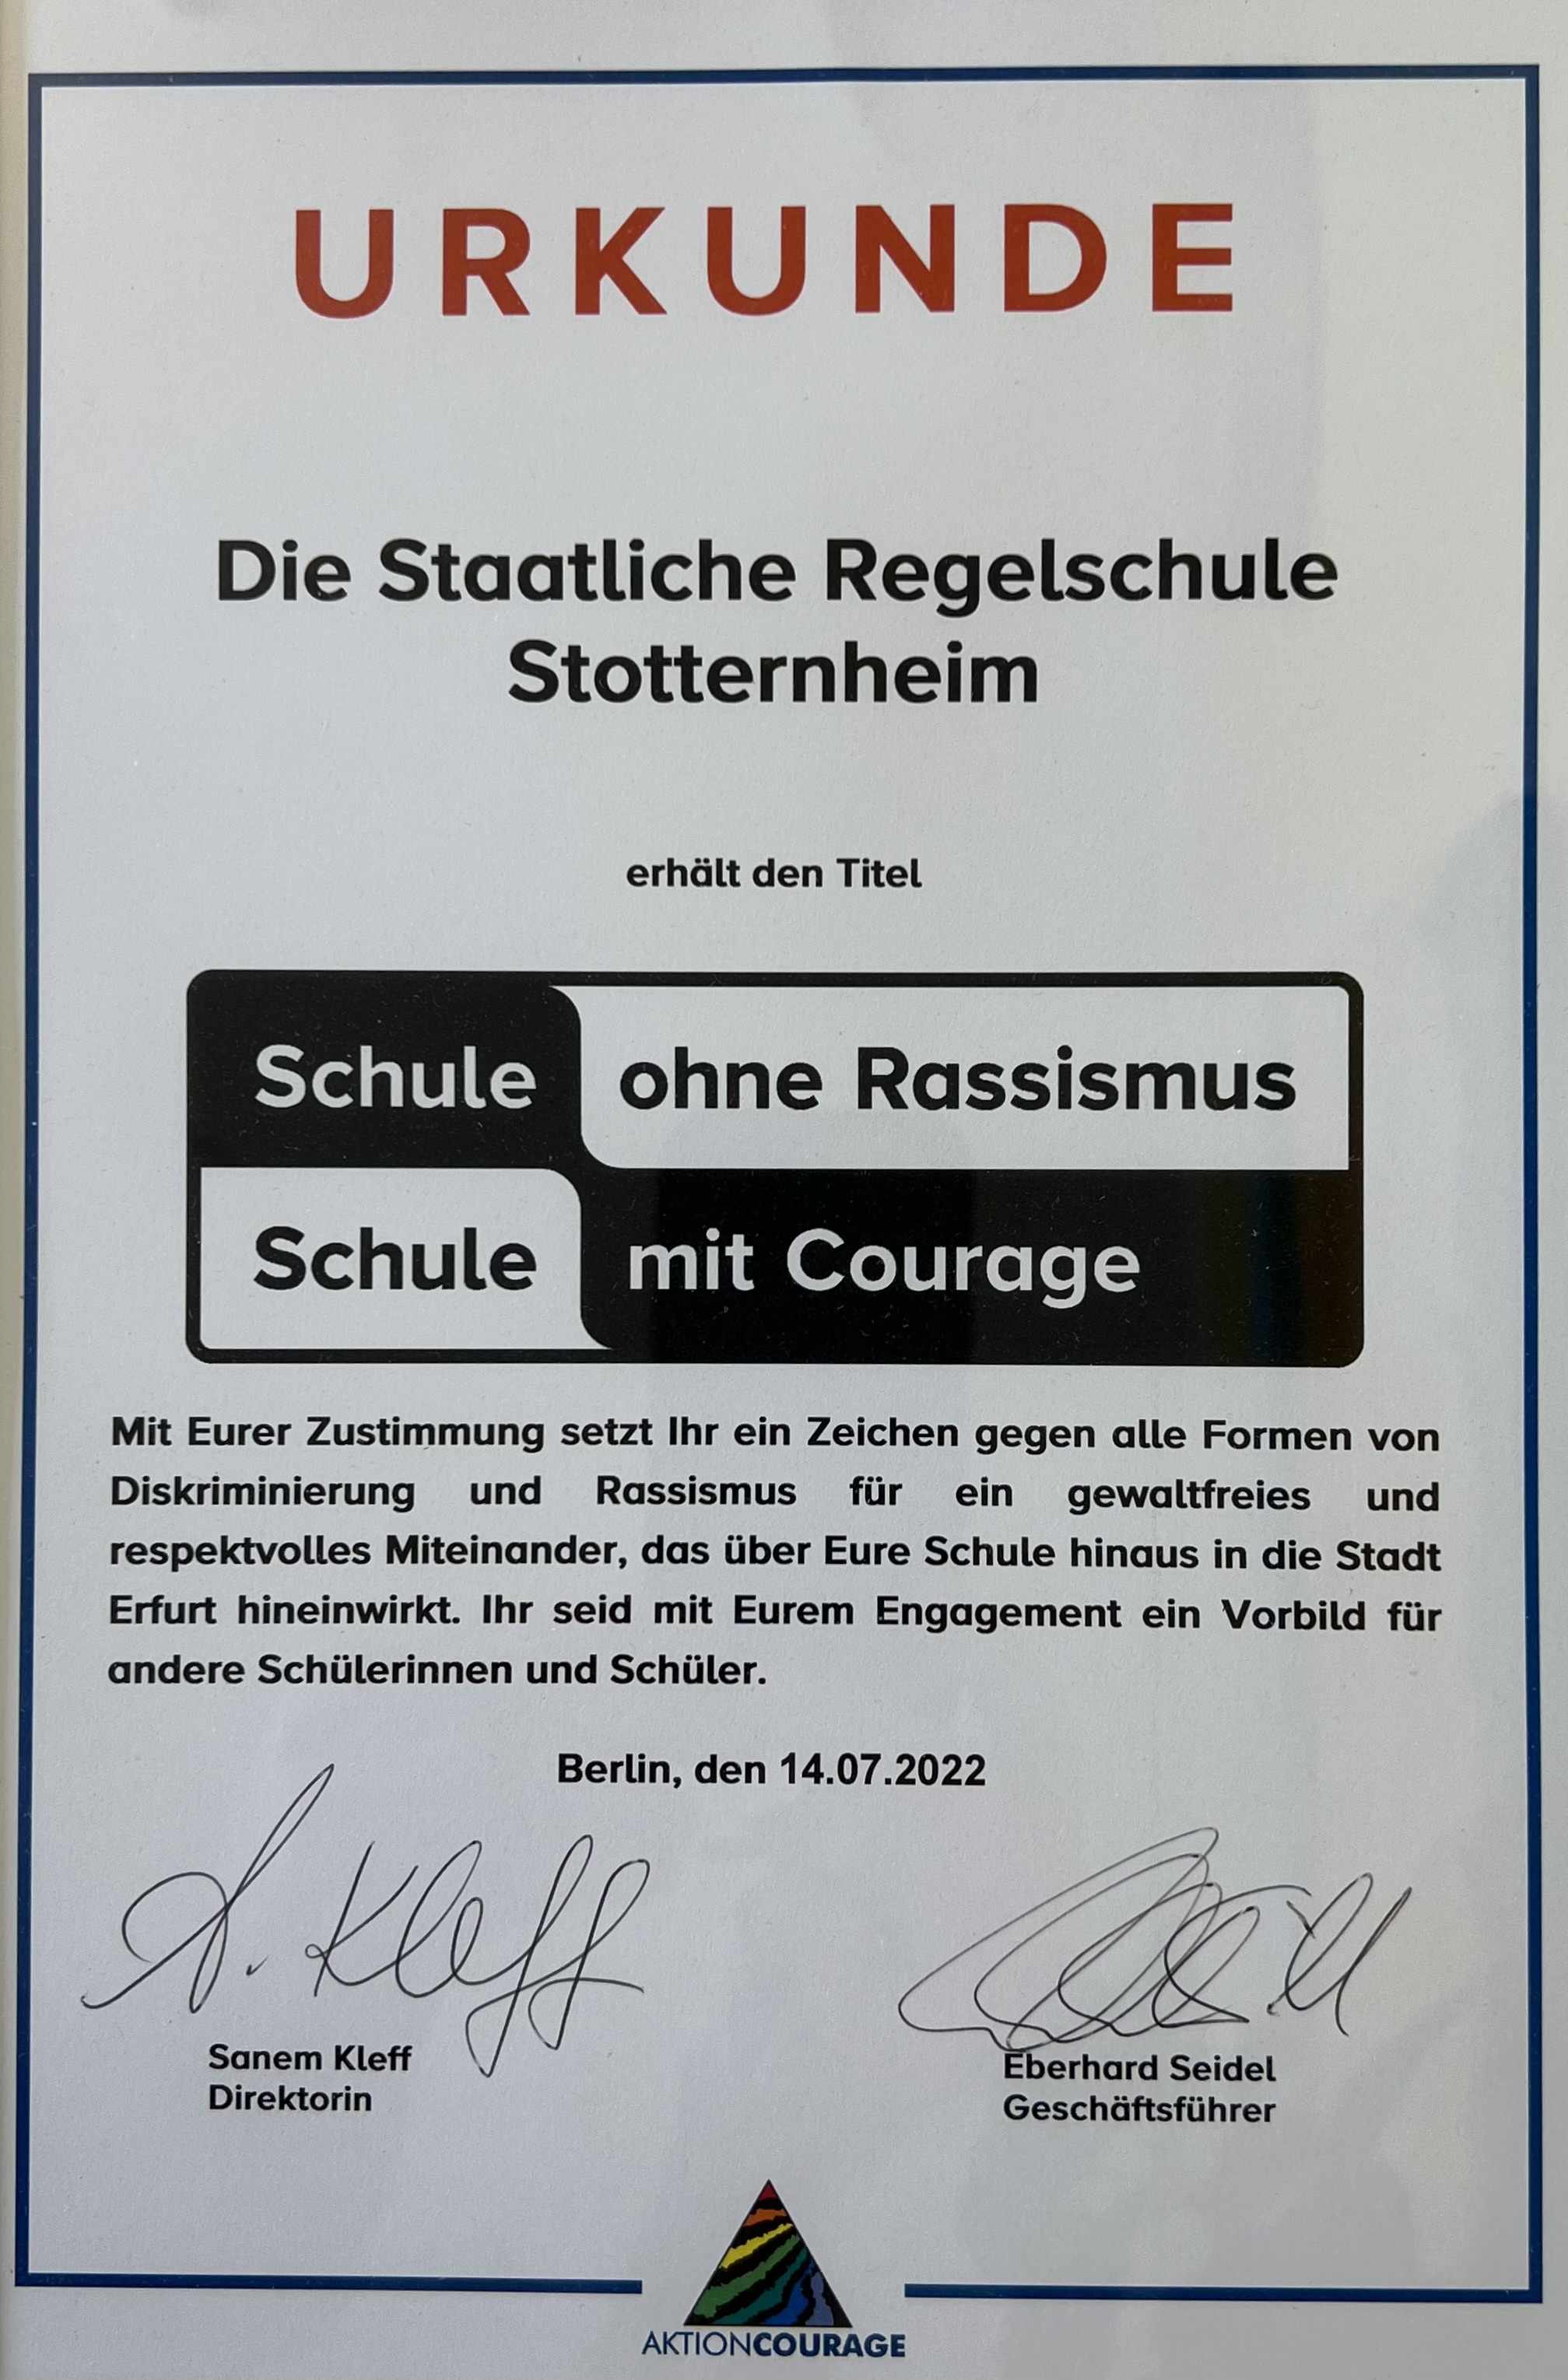 URKUNDE
Die Staatliche Regelschule
Stotternheim
erhält den Titel
Schule ohne Rassismus
Schule mit Courage
Mit Eurer Zustimmung setzt Ihr ein Zeichen gegen alle Formen von
Diskriminierung und Rassismus für ein gewaltfreies und
respektvolles Miteinander, das über Eure Schule hinaus in die Stadt
Erfurt hineinwirkt. Ihr seid mit Eurem Engagement ein Vorbild für
andere Schülerinnen und Schüler.
Berlin, den 14.07.2022
S. Kleff
Sanem Kleff
Direktorin
Eberhard Seidel
Geschäftsführer
AKTIONCOURAGE